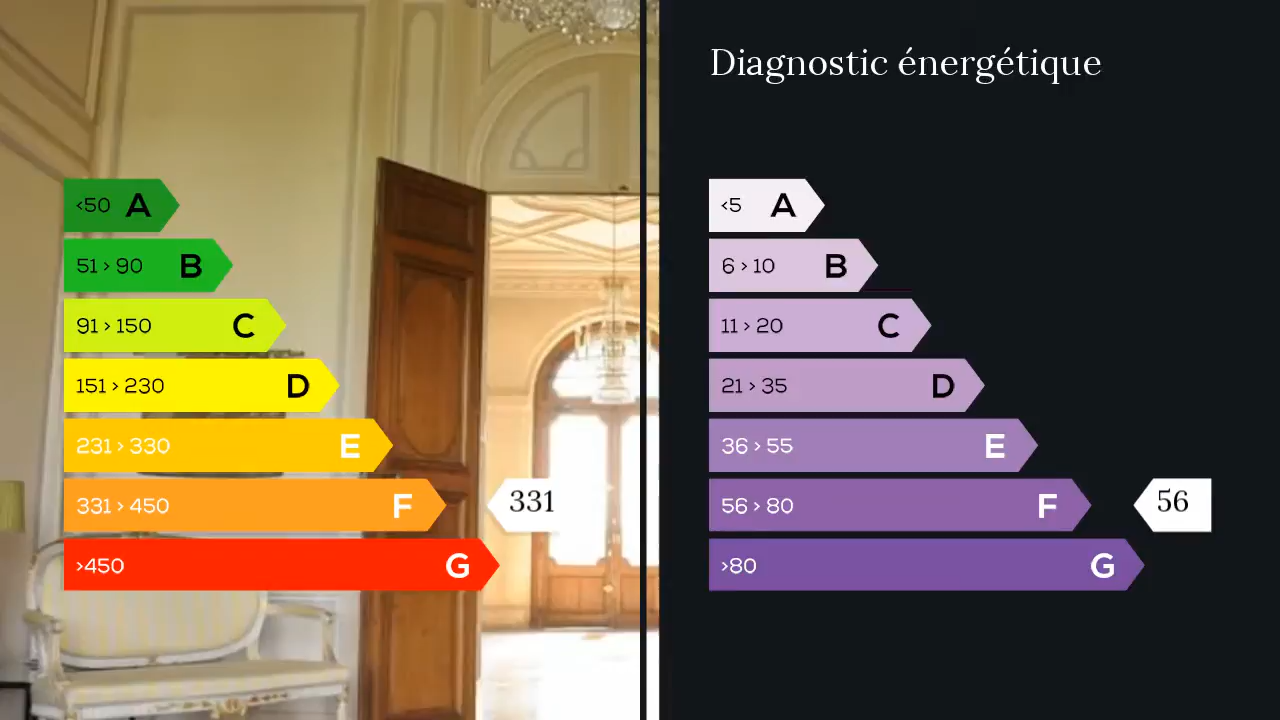 Diagnostic énergétique
<50 A
51 > 90 B
91 > 150 C
151 > 230 D
231 > 330 E
331 > 450 F
331
>450 G
<5 A
6 > 10 B
11 > 20 C
21 > 35 D
36 > 55 E
56 > 80 F
56
>80 G